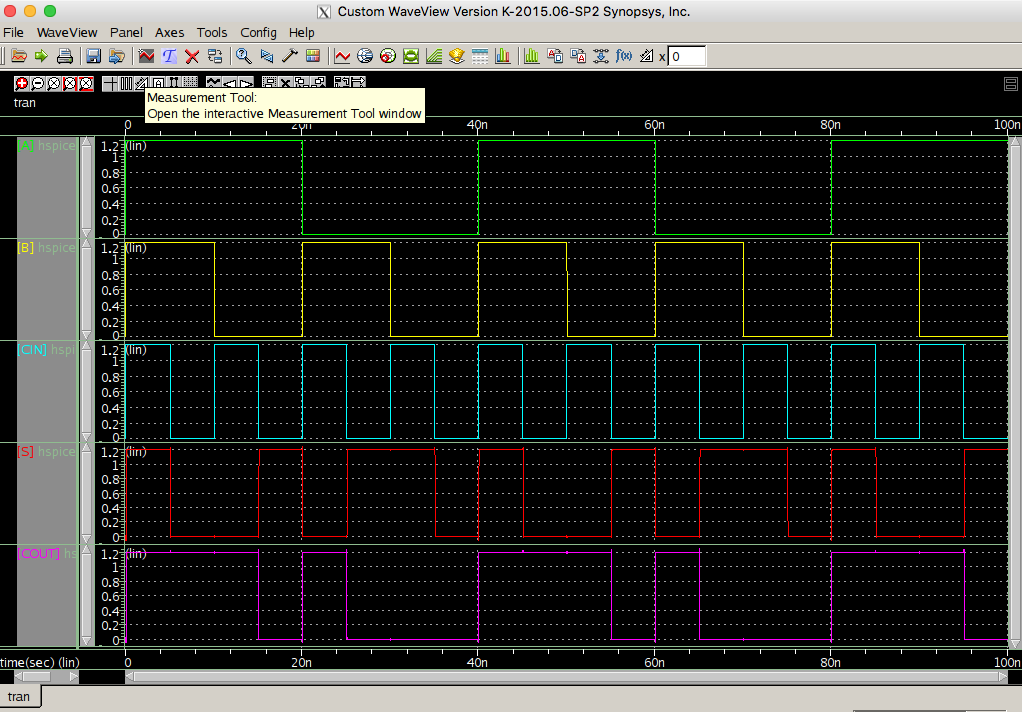 Custom WaveView Version K-2015.06-SP2 Synopsys, Inc.
File WaveView Panel Axes Tools Config Help
x 0
tran
Measurement Tool:
Open the interactive Measurement Tool window
0 20n 40n 60n 80n 100n
[A] hspice
(lin)
1.2
1
0.8
0.6
0.4
0.2
0
[B] hspice
(lin)
1.2
1
0.8
0.6
0.4
0.2
0
[CIN] hspi
(lin)
1.2
1
0.8
0.6
0.4
0.2
0
[S] hspice
(lin)
1.2
1
0.8
0.6
0.4
0.2
0
[COUT] hs
(lin)
1.2
1
0.8
0.6
0.4
0.2
0
time(sec) (lin)
0 20n 40n 60n 80n 100n
tran